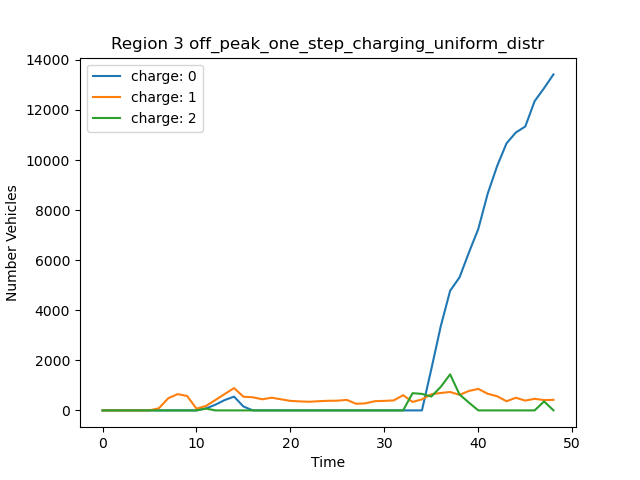 Region 3 off_peak_one_step_charging_uniform_distr
14000
12000
10000
8000
6000
4000
2000
0
Number Vehicles
charge: 0
charge: 1
charge: 2
0 10 20 30 40 50
Time